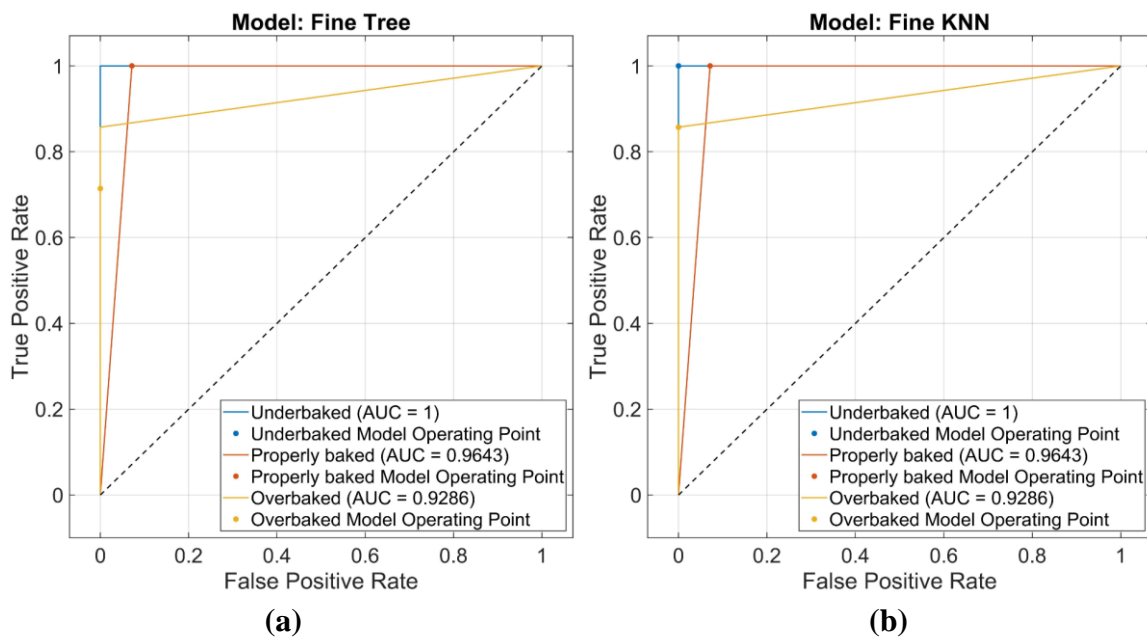 Model: Fine Tree
True Positive Rate
1
0.8
0.6
0.4
0.2
0
Underbaked (AUC = 1)
Underbaked Model Operating Point
Properly baked (AUC = 0.9643)
Properly baked Model Operating Point
Overbaked (AUC = 0.9286)
Overbaked Model Operating Point
0 0.2 0.4 0.6 0.8 1
False Positive Rate
(a)
Model: Fine KNN
True Positive Rate
1
0.8
0.6
0.4
0.2
0
Underbaked (AUC = 1)
Underbaked Model Operating Point
Properly baked (AUC = 0.9643)
Properly baked Model Operating Point
Overbaked (AUC = 0.9286)
Overbaked Model Operating Point
0 0.2 0.4 0.6 0.8 1
False Positive Rate
(b)